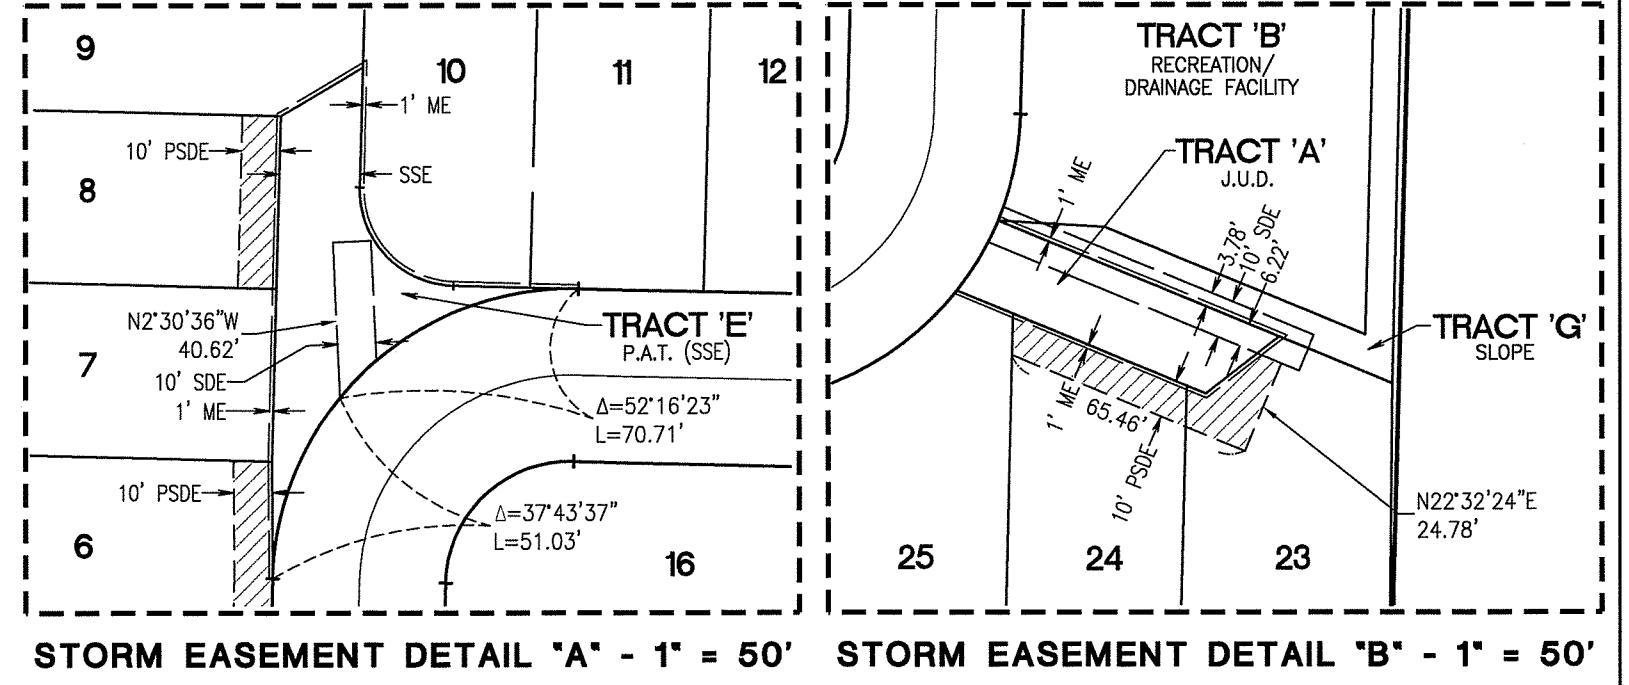 9
10
11
12
1' ME
10' PSDE
SSE
8
N2°30'36"W
40.62'
7
10' SDE
1' ME
TRACT 'E'
P.A.T. (SSE)
Δ=52°16'23"
L=70.71'
10' PSDE
Δ=37°43'37"
L=51.03'
6
16
STORM EASEMENT DETAIL "A" - 1" = 50'
TRACT 'B'
RECREATION/
DRAINAGE FACILITY
TRACT 'A'
J.U.D.
1' ME
3.78'
10' SDE
6.22'
TRACT 'G'
SLOPE
1' ME
65.46'
10' PSDE
N22°32'24"E
24.78'
25
24
23
STORM EASEMENT DETAIL "B" - 1" = 50'